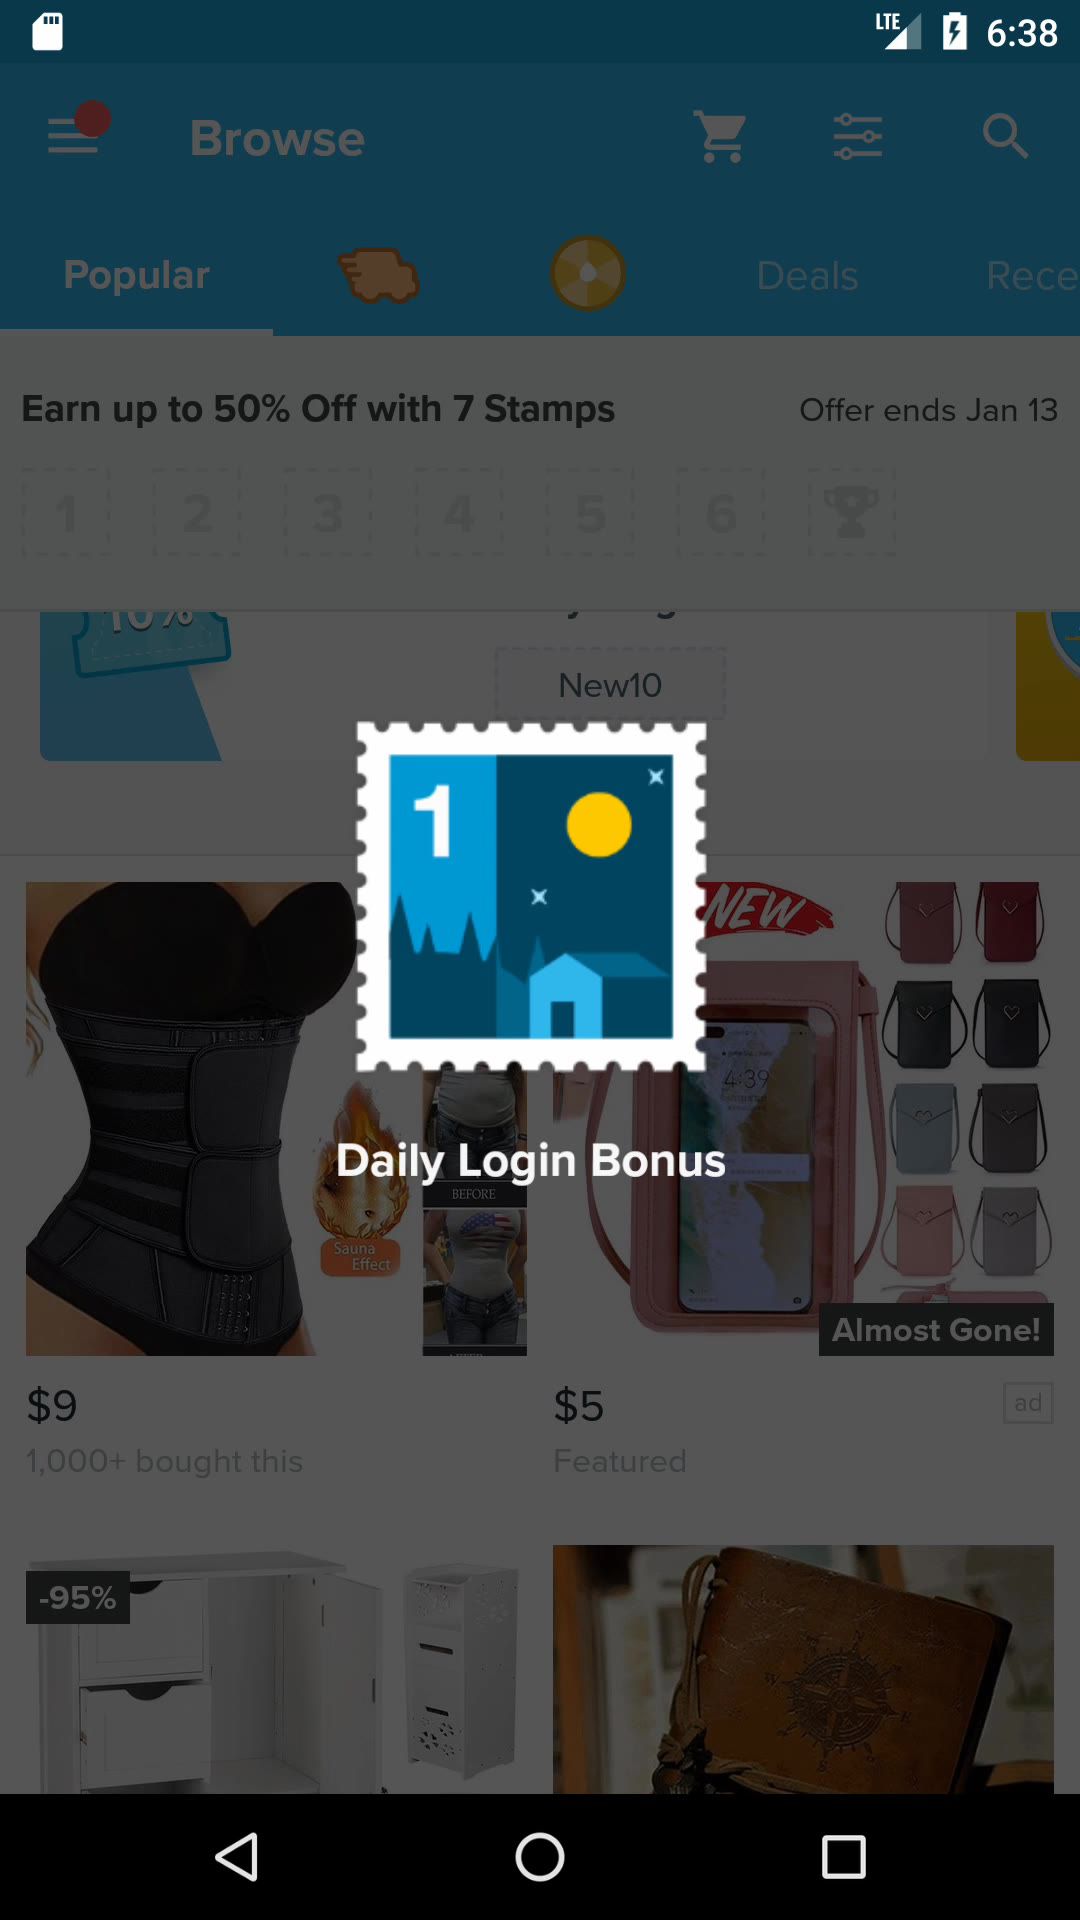 LTE 6:38
Browse
Popular Deals Rece
Earn up to 50% Off with 7 Stamps Offer ends Jan 13
1 2 3 4 5 6
10%
New10
1
NEW
4:39
Daily Login Bonus
BEFORE
Sauna
Effect
Almost Gone!
$9 $5 ad
1,000+ bought this Featured
-95%